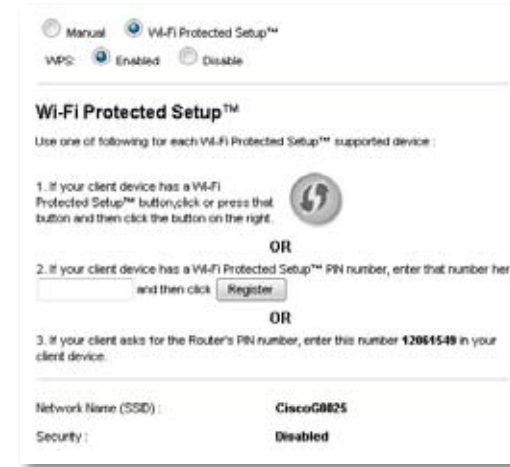 Manual Wi-Fi Protected Setup™
WPS: Enabled Disable
Wi-Fi Protected Setup™
Use one of following for each Wi-Fi Protected Setup™ supported device :
1. If your client device has a Wi-Fi
Protected Setup™ button,click or press that
button and then click the button on the right.
OR
2. If your client device has a Wi-Fi Protected Setup™ PIN number, enter that number her
and then click Register
OR
3. If your client asks for the Router's PIN number, enter this number 12061549 in your
client device.
Network Name (SSID) : CiscoG0025
Security : Disabled